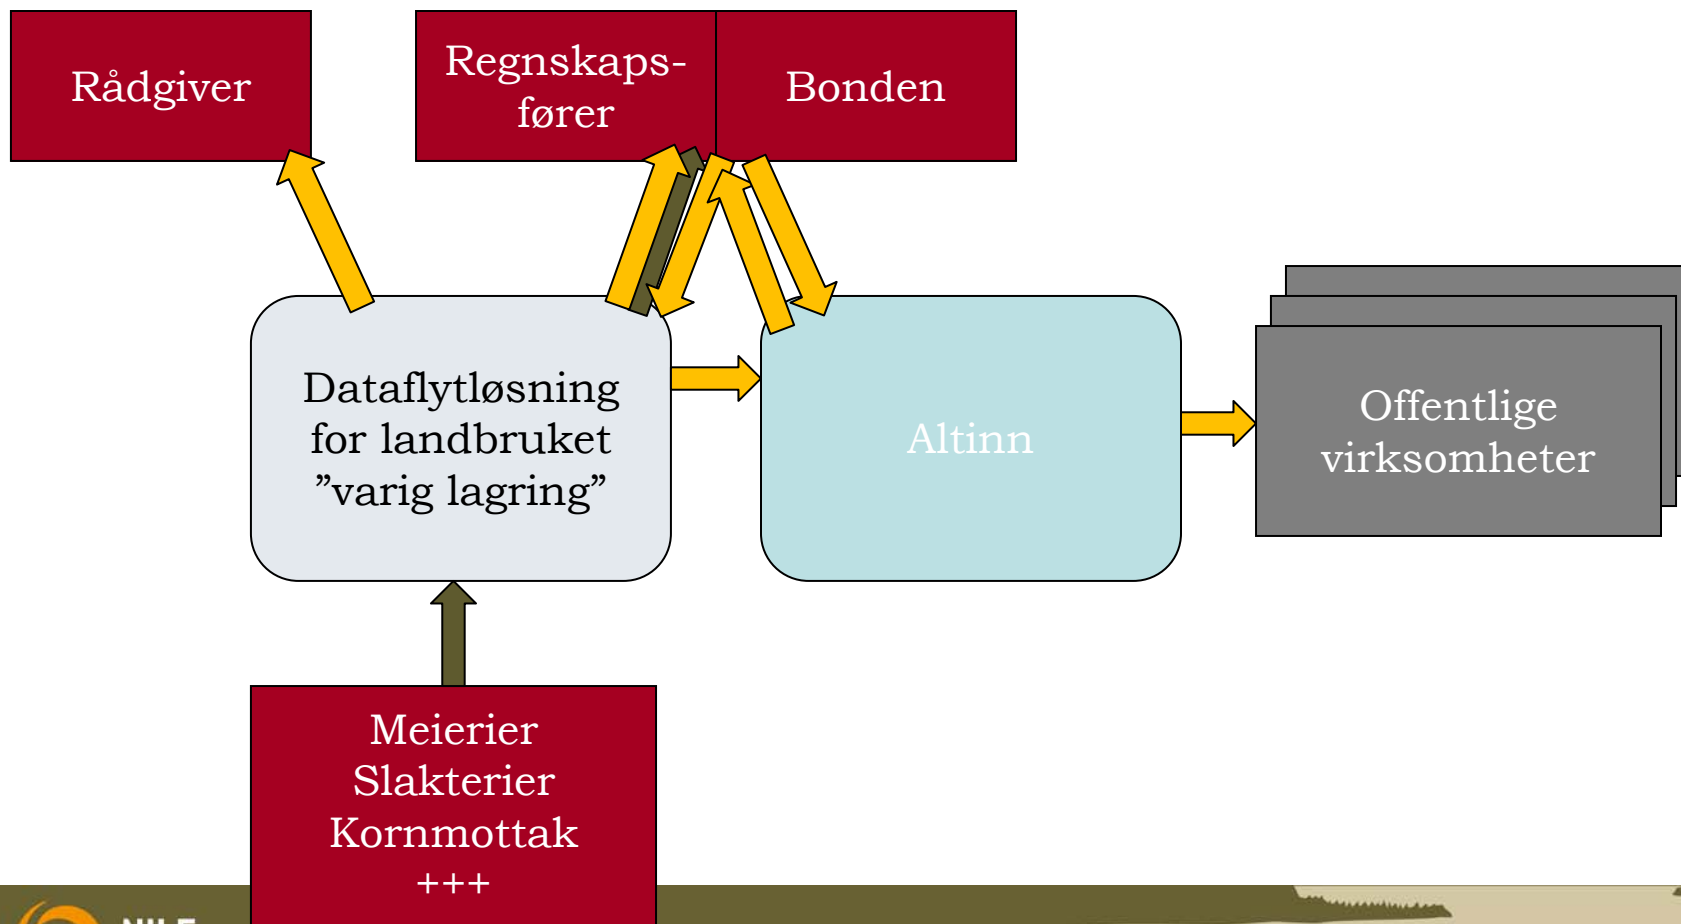 Rådgiver
Regnskaps-
fører
Bonden
Dataflytløsning
for landbruket
”varig lagring”
Altinn
Offentlige
virksomheter
Meierier
Slakterier
Kornmottak
+++